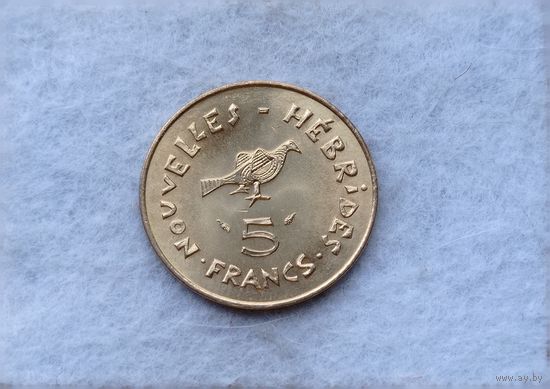 NOUVELLES - HÉBRIDES
5
· FRANCS ·
www.ay.by